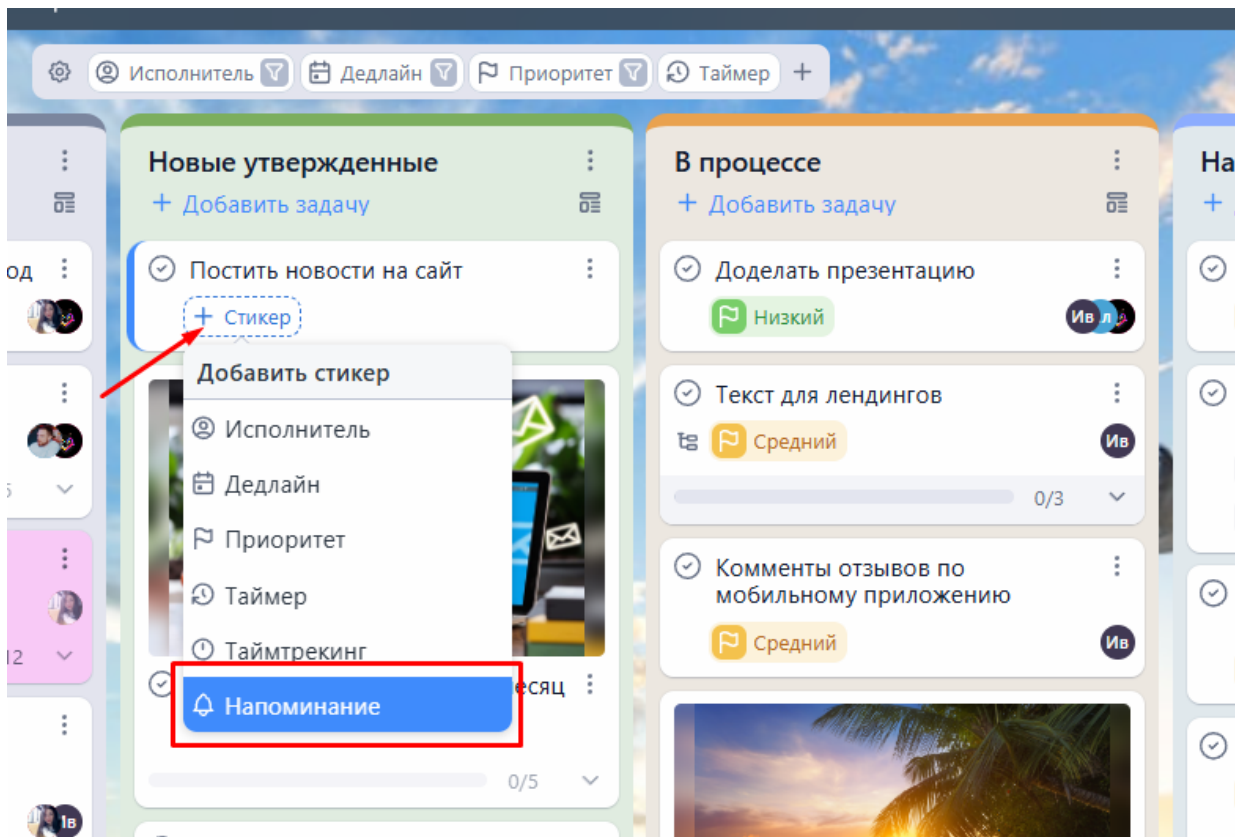 Исполнитель
Дедлайн
Приоритет
Таймер
Новые утвержденные
+ Добавить задачу
Постить новости на сайт
+ Стикер
Добавить стикер
Исполнитель
Дедлайн
Приоритет
Таймер
Таймтрекинг
Напоминание
0/5
В процессе
+ Добавить задачу
Доделать презентацию
Низкий
Ив
Текст для лендингов
Средний
Ив
0/3
Комменты отзывов по
мобильному приложению
Средний
Ив
На